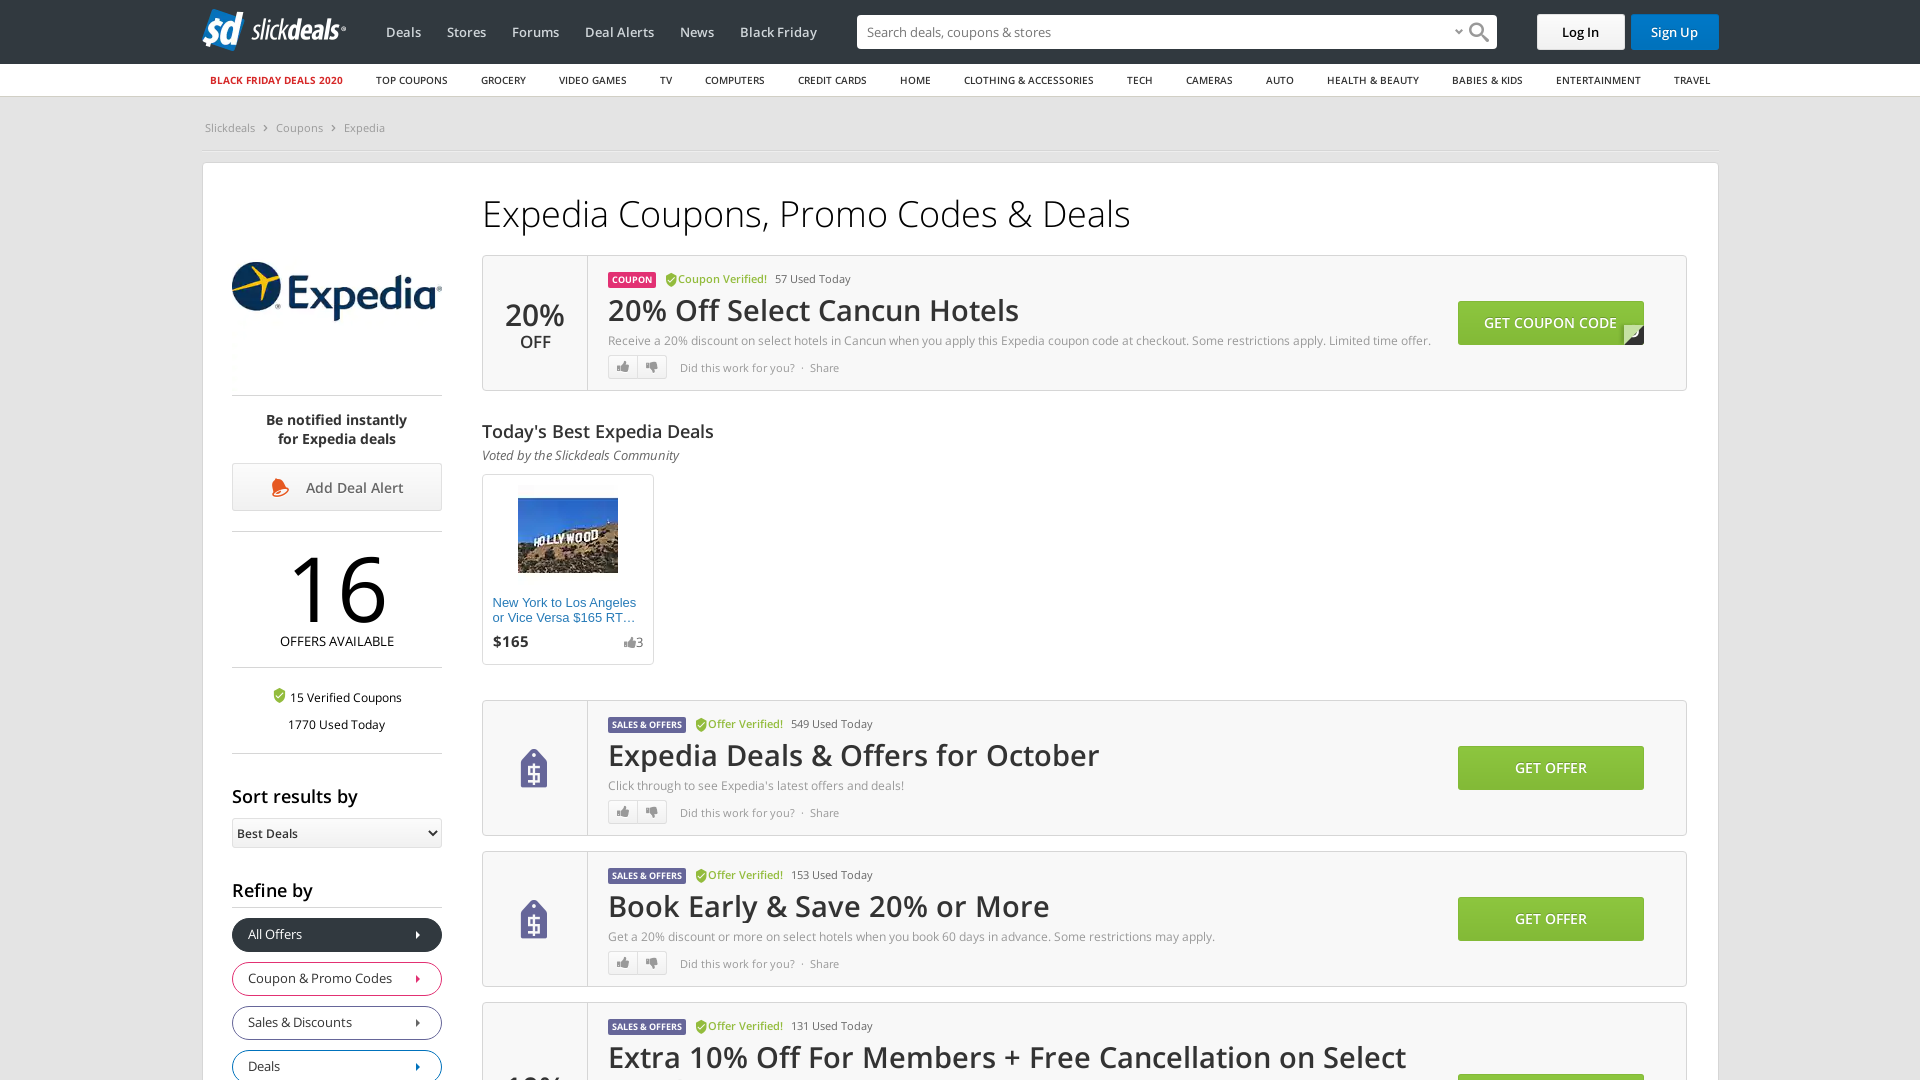 sd slickdeals
Deals
Stores
Forums
Deal Alerts
News
Black Friday
Search deals, coupons & stores
Log In
Sign Up
BLACK FRIDAY DEALS 2020
TOP COUPONS
GROCERY
VIDEO GAMES
TV
COMPUTERS
CREDIT CARDS
HOME
CLOTHING & ACCESSORIES
TECH
CAMERAS
AUTO
HEALTH & BEAUTY
BABIES & KIDS
ENTERTAINMENT
TRAVEL
Slickdeals > Coupons > Expedia
Expedia
Be notified instantly
for Expedia deals
Add Deal Alert
16
OFFERS AVAILABLE
15 Verified Coupons
1770 Used Today
Sort results by
Best Deals
Refine by
All Offers
Coupon & Promo Codes
Sales & Discounts
Deals
Expedia Coupons, Promo Codes & Deals
20%
OFF
COUPON Coupon Verified! 57 Used Today
20% Off Select Cancun Hotels
Receive a 20% discount on select hotels in Cancun when you apply this Expedia coupon code at checkout. Some restrictions apply. Limited time offer.
Did this work for you? · Share
GET COUPON CODE
Today's Best Expedia Deals
Voted by the Slickdeals Community
HOLLYWOOD
New York to Los Angeles
or Vice Versa $165 RT…
$165
3
SALES & OFFERS Offer Verified! 549 Used Today
Expedia Deals & Offers for October
Click through to see Expedia's latest offers and deals!
Did this work for you? · Share
GET OFFER
SALES & OFFERS Offer Verified! 153 Used Today
Book Early & Save 20% or More
Get a 20% discount or more on select hotels when you book 60 days in advance. Some restrictions may apply.
Did this work for you? · Share
GET OFFER
SALES & OFFERS Offer Verified! 131 Used Today
Extra 10% Off For Members + Free Cancellation on Select